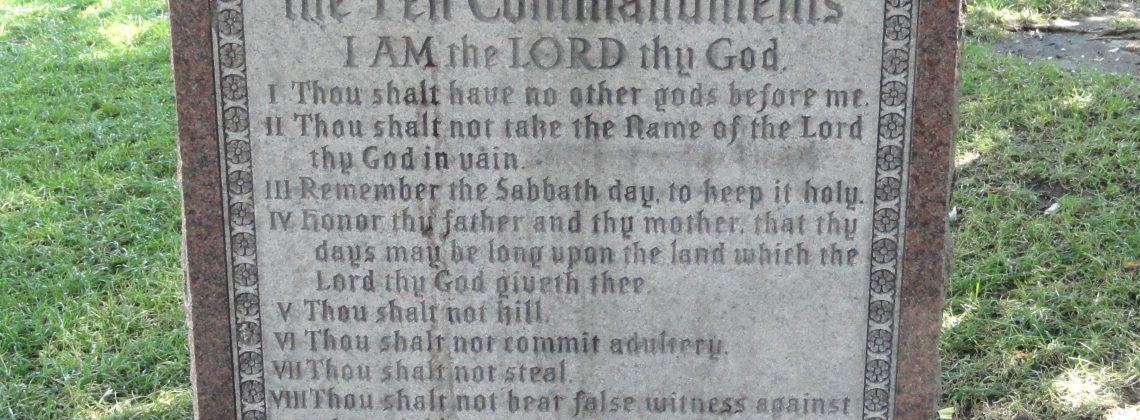 the Ten Commandments
I AM the LORD thy God.
I Thou shalt have no other gods before me.
II Thou shalt not take the Name of the Lord
thy God in vain.
III Remember the Sabbath day, to keep it holy.
IV Honor thy father and thy mother, that thy
days may be long upon the land which the
Lord thy God giveth thee.
V Thou shalt not kill.
VI Thou shalt not commit adultery.
VII Thou shalt not steal.
VIII Thou shalt not bear false witness against